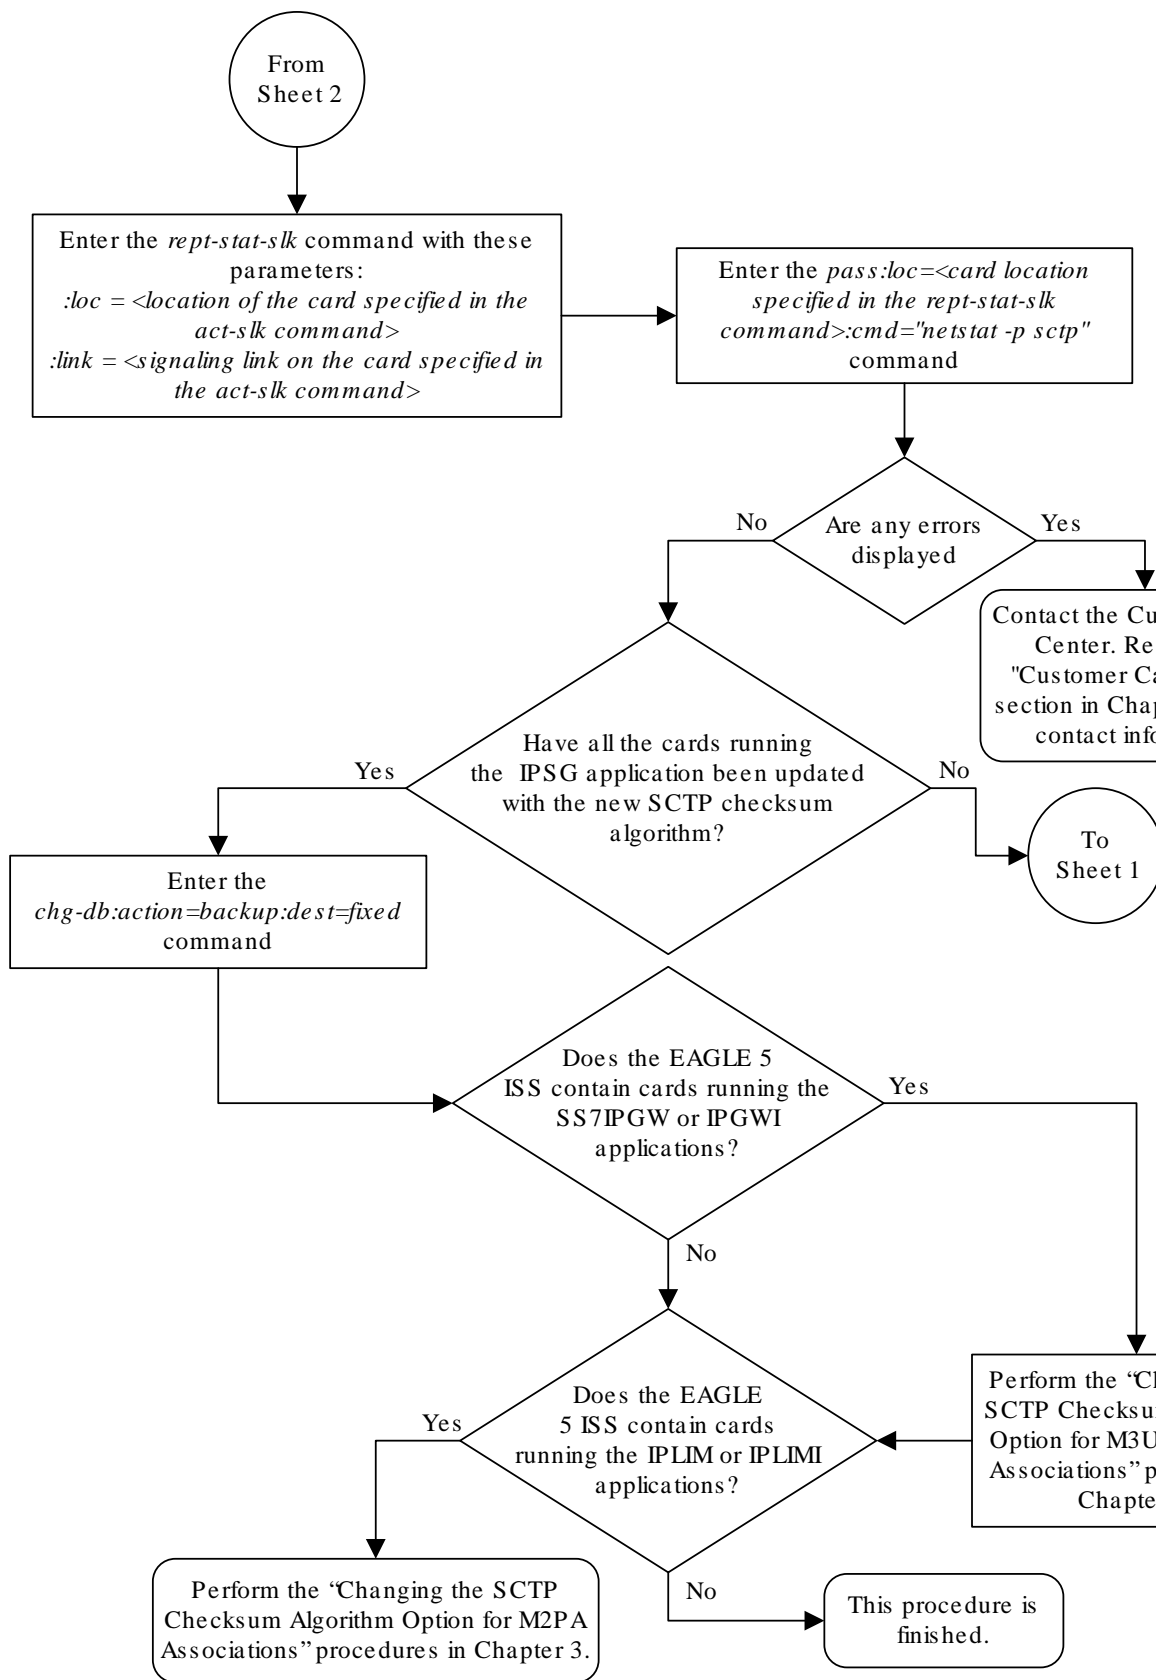 From
Sheet 2
Enter the rept-stat-slk command with these
parameters:
:loc = <location of the card specified in the
act-slk command>
:link = <signaling link on the card specified in
the act-slk command>
Enter the pass:loc=<card location
specified in the rept-stat-slk
command>:cmd="netstat -p sctp"
command
Are any errors
displayed
No
Yes
Contact the Cu
Center. Re
"Customer Ca
section in Chap
contact info
Have all the cards running
the IPSG application been updated
with the new SCTP checksum
algorithm?
Yes
No
To
Sheet 1
Enter the
chg-db:action=backup:dest=fixed
command
Does the EAGLE 5
ISS contain cards running the
SS7IPGW or IPGWI
applications?
Yes
No
Perform the “C
SCTP Checksu
Option for M3U
Associations” p
Chapte
Does the EAGLE
5 ISS contain cards
running the IPLIM or IPLIMI
applications?
Yes
No
Perform the “Changing the SCTP
Checksum Algorithm Option for M2PA
Associations” procedures in Chapter 3.
This procedure is
finished.